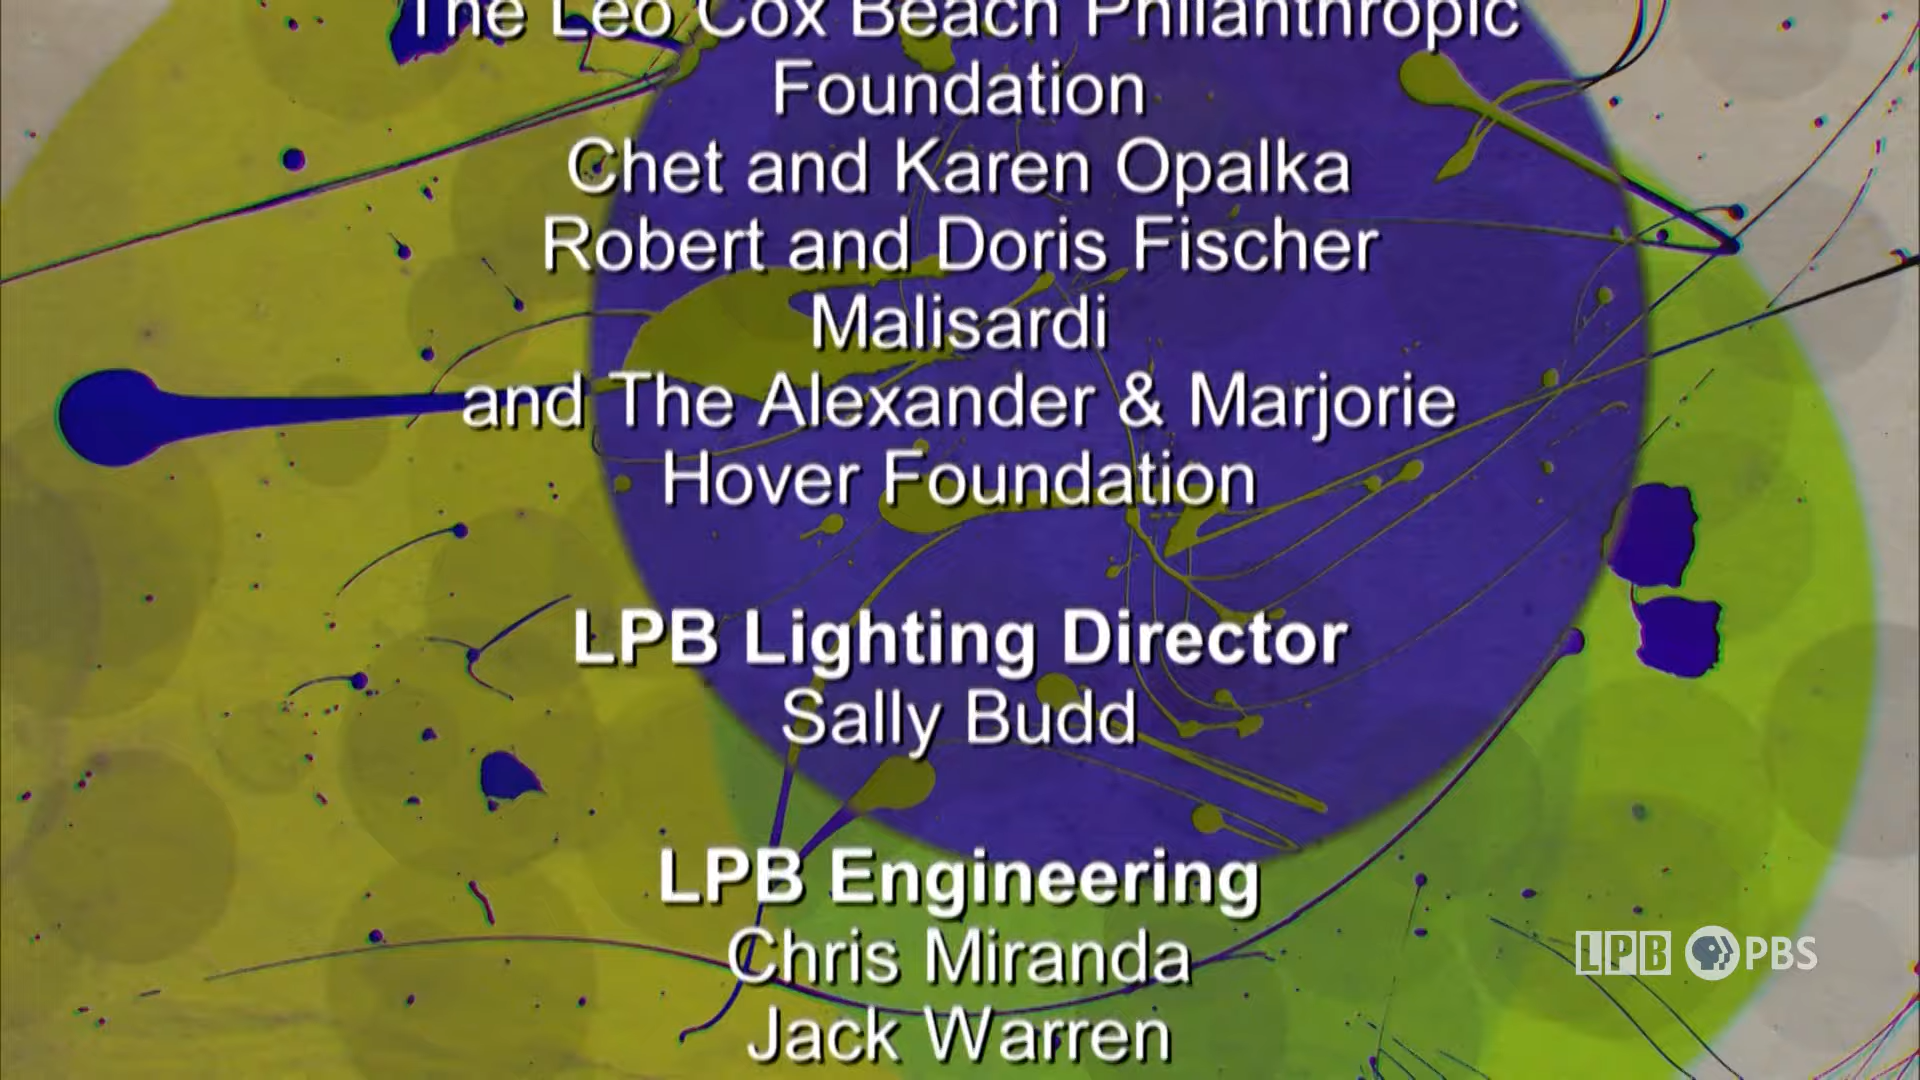 The Leo Cox Beach Philanthropic
Foundation
Chet and Karen Opalka
Robert and Doris Fischer
Malisardi
and The Alexander & Marjorie
Hover Foundation
LPB Lighting Director
Sally Budd
LPB Engineering
Chris Miranda
Jack Warren
LPB PBS